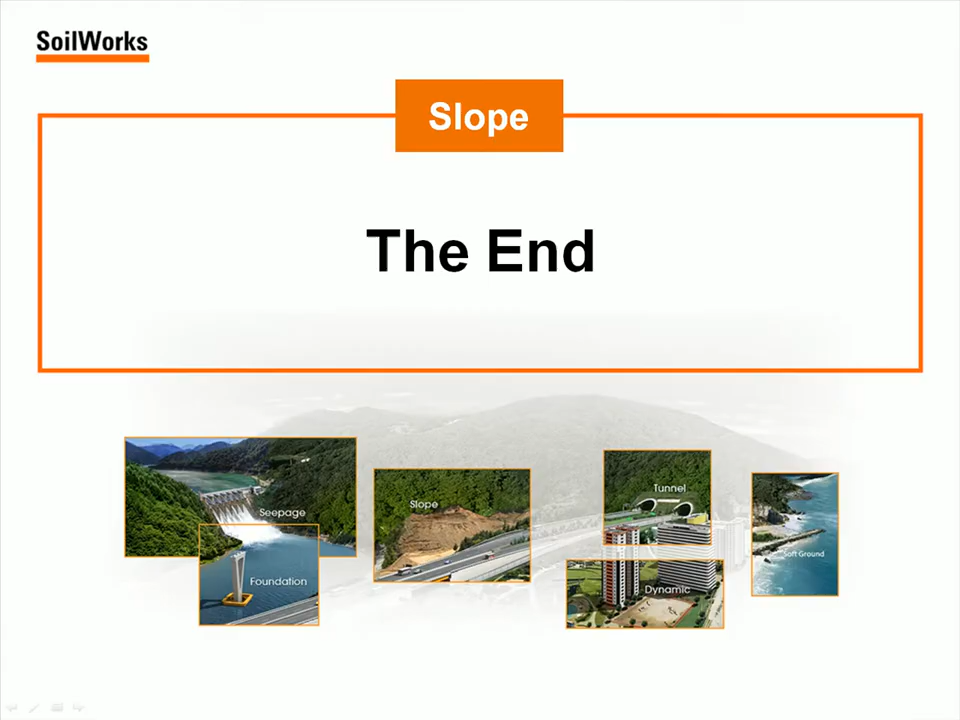 SoilWorks
Slope
The End
Seepage
Foundation
Slope
Tunnel
Dynamic
Soft Ground